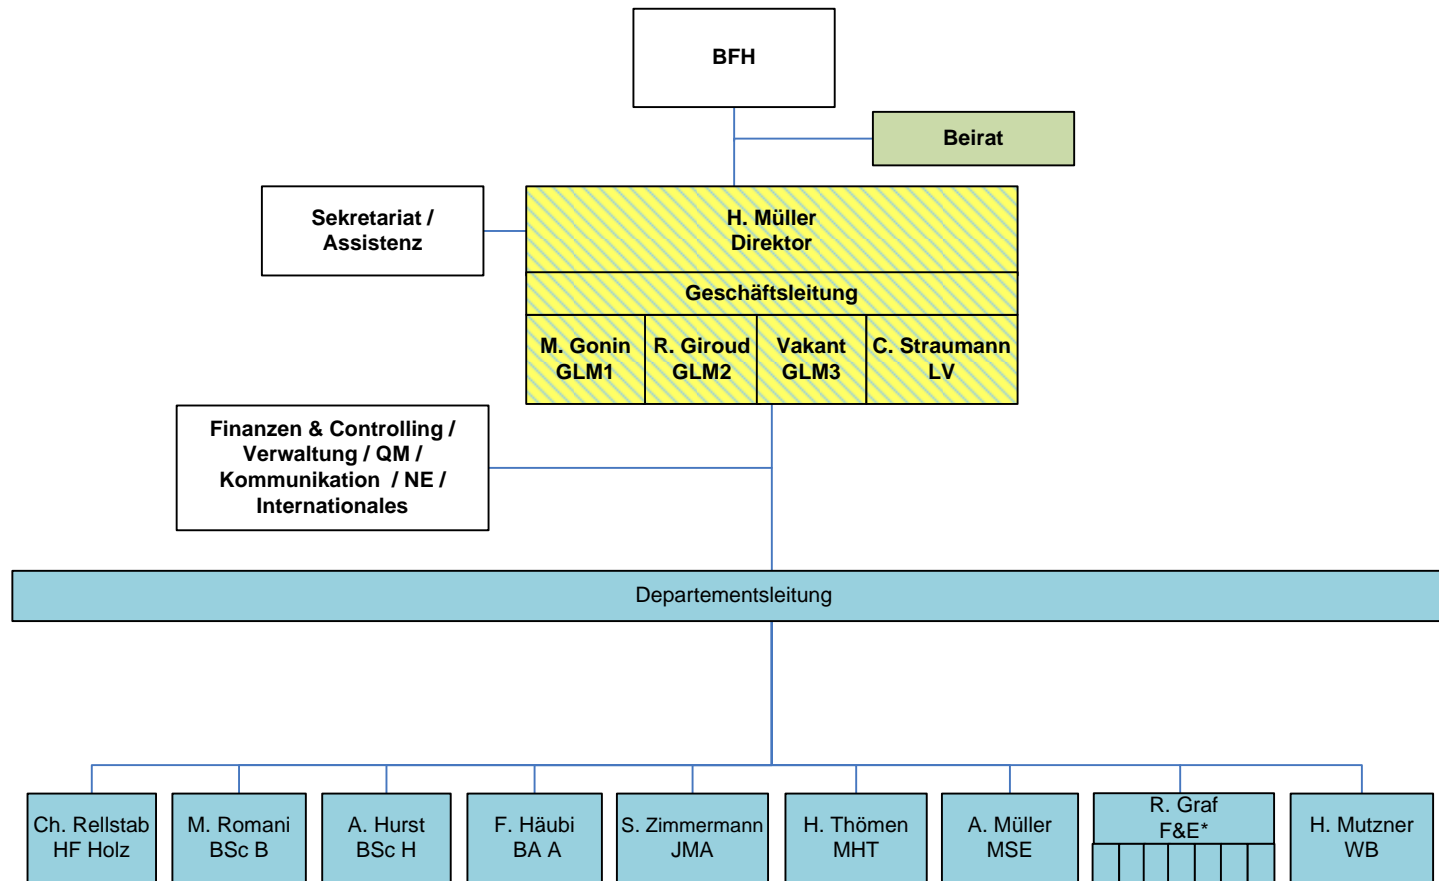 BFH
Beirat
Sekretariat /
Assistenz
H. Müller
Direktor
Geschäftsleitung
M. Gonin
GLM1
R. Giroud
GLM2
Vakant
GLM3
C. Straumann
LV
Finanzen & Controlling /
Verwaltung / QM /
Kommunikation / NE /
Internationales
Departementsleitung
Ch. Rellstab
HF Holz
M. Romani
BSc B
A. Hurst
BSc H
F. Häubi
BA A
S. Zimmermann
JMA
H. Thömen
MHT
A. Müller
MSE
R. Graf
F&E*
H. Mutzner
WB